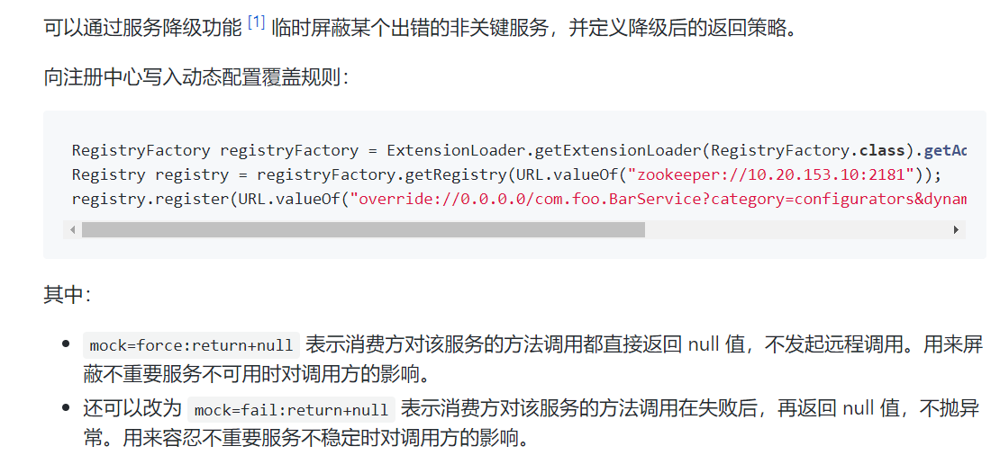 可以通过服务降级功能 [1] 临时屏蔽某个出错的非关键服务，并定义降级后的返回策略。
向注册中心写入动态配置覆盖规则：
RegistryFactory registryFactory = ExtensionLoader.getExtensionLoader(RegistryFactory.class).getAd
Registry registry = registryFactory.getRegistry(URL.valueOf("zookeeper://10.20.153.10:2181"));
registry.register(URL.valueOf("override://0.0.0.0/com.foo.BarService?category=configurators&dynam
其中：
mock=force:return+null 表示消费方对该服务的方法调用都直接返回 null 值，不发起远程调用。用来屏
蔽不重要服务不可用时对调用方的影响。
还可以改为 mock=fail:return+null 表示消费方对该服务的方法调用在失败后，再返回 null 值，不抛异
常。用来容忍不重要服务不稳定时对调用方的影响。